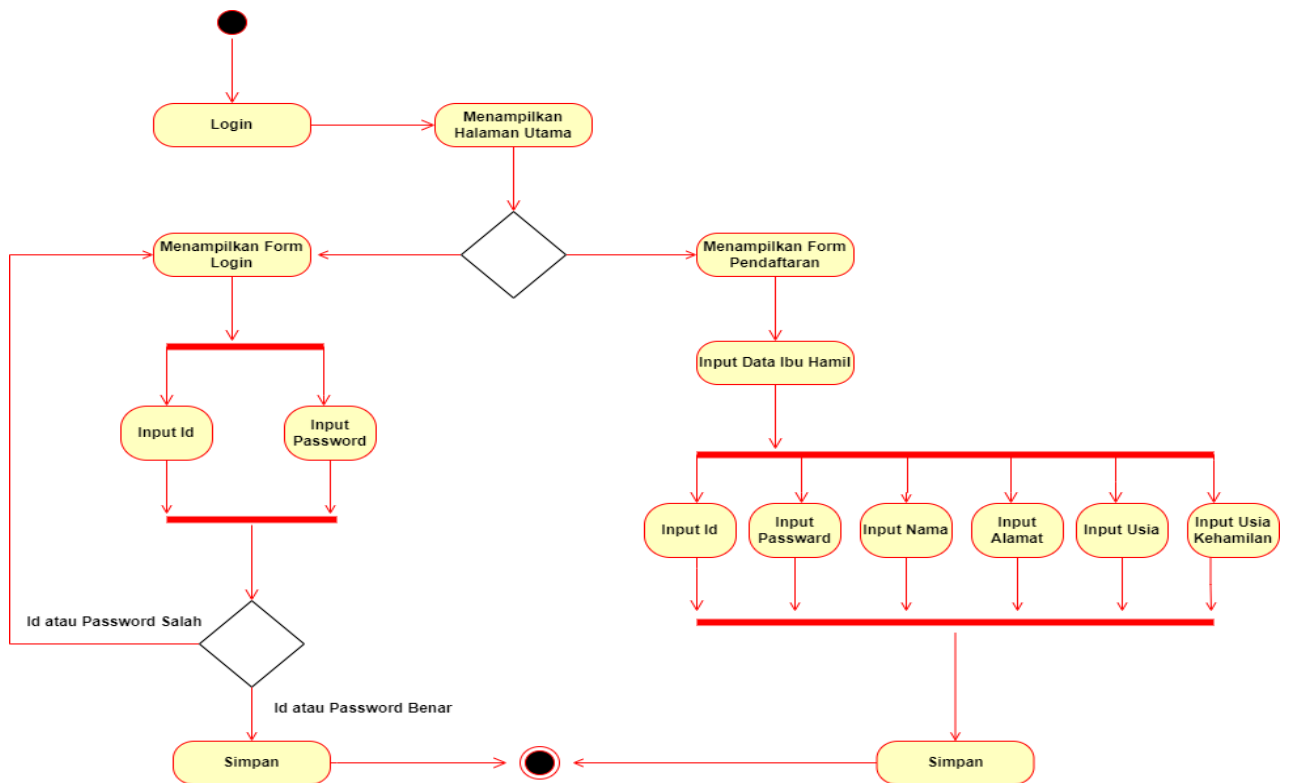 Login
Menampilkan
Halaman Utama
Menampilkan Form
Login
Menampilkan Form
Pendaftaran
Input Data Ibu Hamil
Input Id
Input
Password
Input Id
Input
Passward
Input Nama
Input
Alamat
Input Usia
Input Usia
Kehamilan
Id atau Password Salah
Id atau Password Benar
Simpan
Simpan